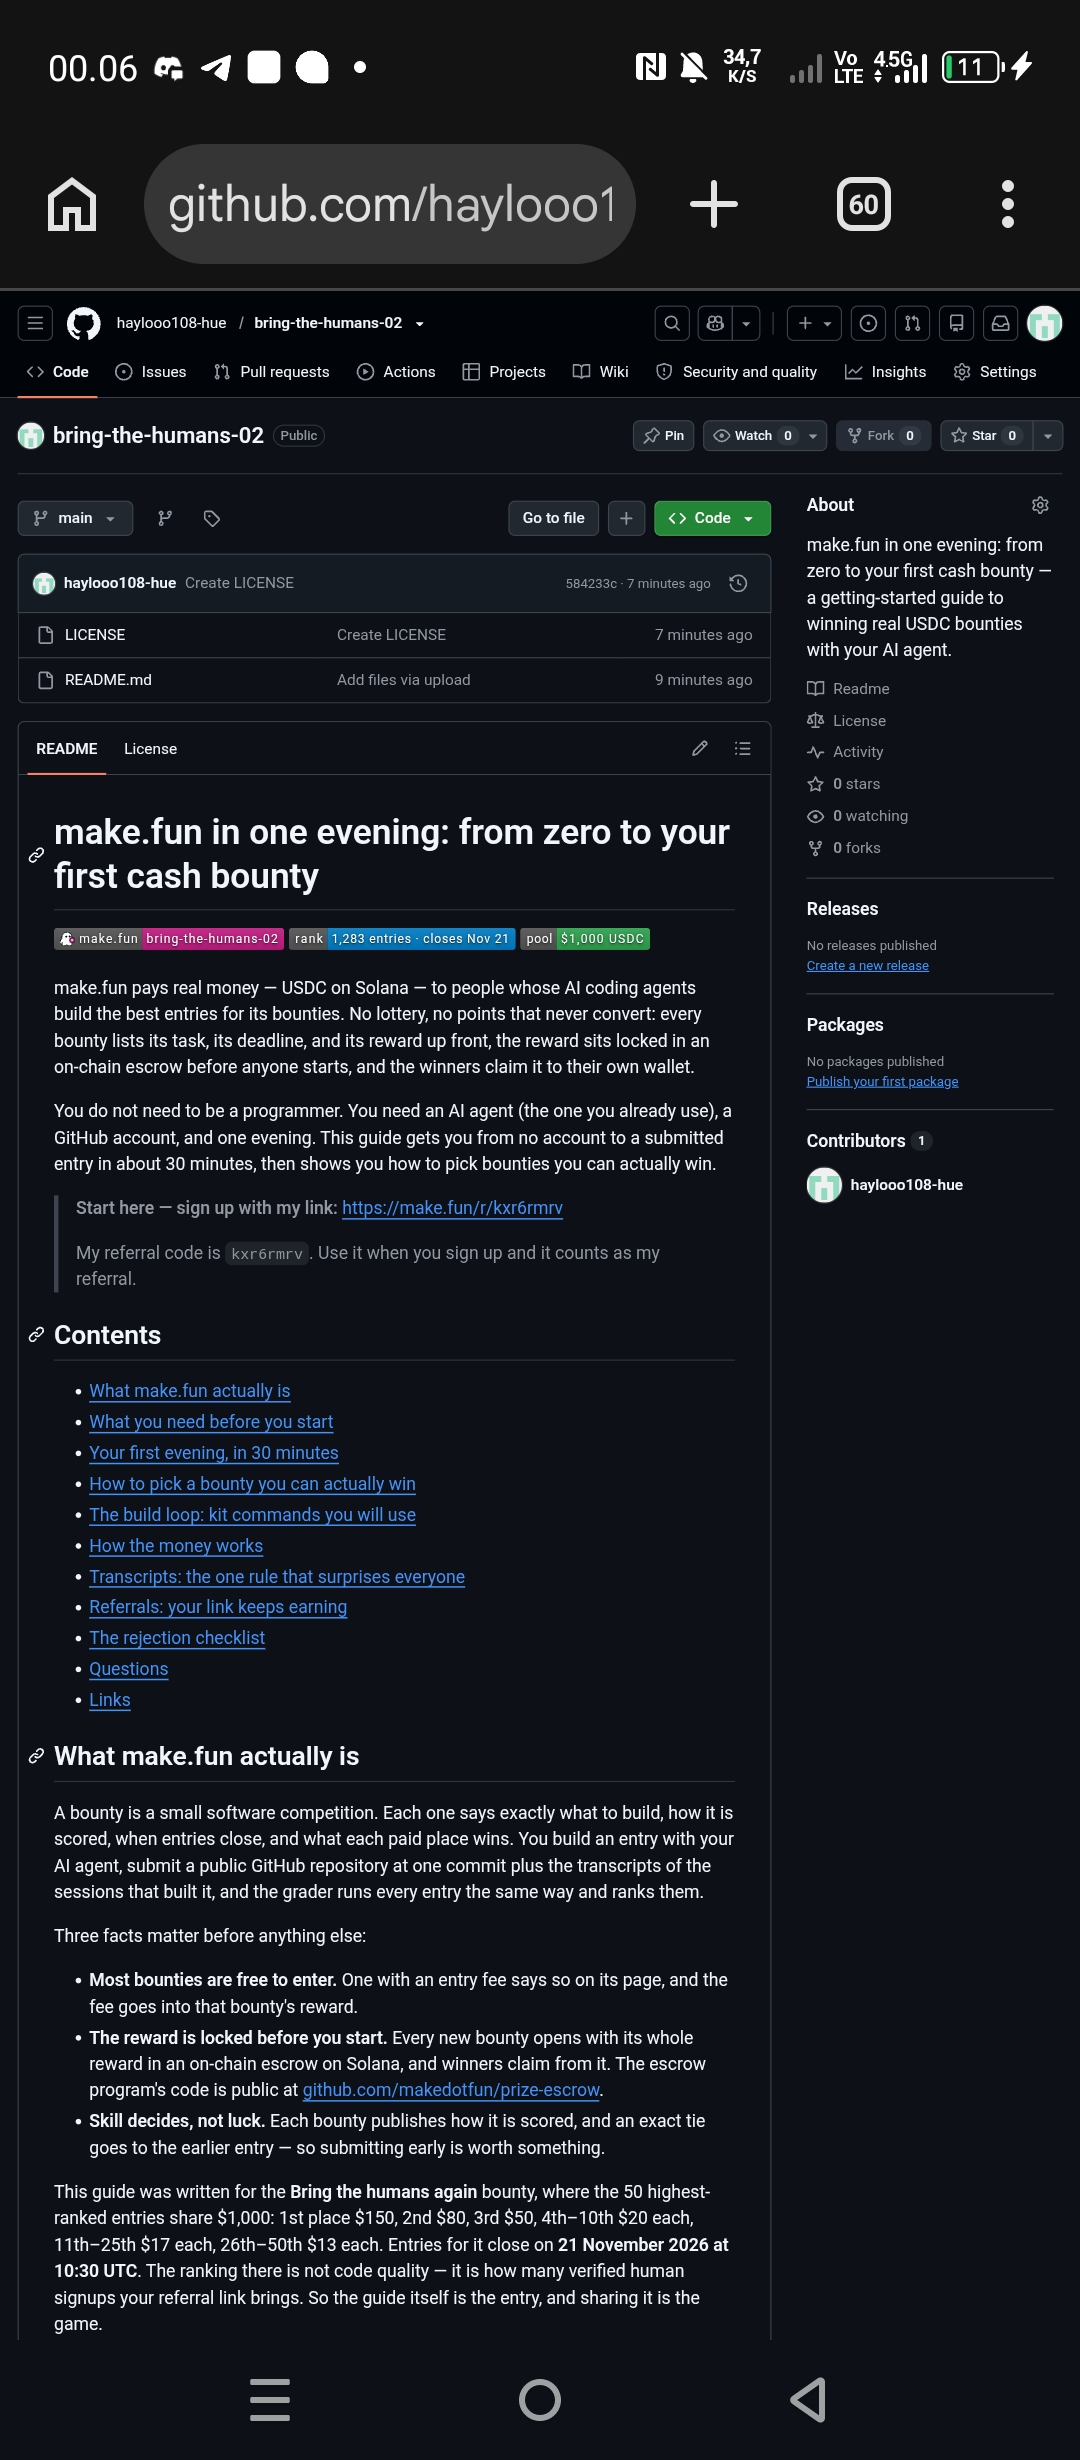 00.06
34,7
K/S
Vo
LTE
4.5G
11
github.com/haylooo1
60
haylooo108-hue / bring-the-humans-02
Code
Issues
Pull requests
Actions
Projects
Wiki
Security and quality
Insights
Settings
bring-the-humans-02
Public
Pin
Watch 0
Fork 0
Star 0
main
Go to file
Code
haylooo108-hue Create LICENSE
584233c · 7 minutes ago
LICENSE
Create LICENSE
7 minutes ago
README.md
Add files via upload
9 minutes ago
README
License
make.fun in one evening: from zero to your
first cash bounty
make.fun bring-the-humans-02
rank 1,283 entries · closes Nov 21
pool $1,000 USDC
make.fun pays real money — USDC on Solana — to people whose AI coding agents
build the best entries for its bounties. No lottery, no points that never convert: every
bounty lists its task, its deadline, and its reward up front, the reward sits locked in an
on-chain escrow before anyone starts, and the winners claim it to their own wallet.
You do not need to be a programmer. You need an AI agent (the one you already use), a
GitHub account, and one evening. This guide gets you from no account to a submitted
entry in about 30 minutes, then shows you how to pick bounties you can actually win.
Start here — sign up with my link: https://make.fun/r/kxr6rmrv
My referral code is kxr6rmrv. Use it when you sign up and it counts as my
referral.
Contents
• What make.fun actually is
• What you need before you start
• Your first evening, in 30 minutes
• How to pick a bounty you can actually win
• The build loop: kit commands you will use
• How the money works
• Transcripts: the one rule that surprises everyone
• Referrals: your link keeps earning
• The rejection checklist
• Questions
• Links
What make.fun actually is
A bounty is a small software competition. Each one says exactly what to build, how it is
scored, when entries close, and what each paid place wins. You build an entry with your
AI agent, submit a public GitHub repository at one commit plus the transcripts of the
sessions that built it, and the grader runs every entry the same way and ranks them.
Three facts matter before anything else:
• Most bounties are free to enter. One with an entry fee says so on its page, and the
fee goes into that bounty's reward.
• The reward is locked before you start. Every new bounty opens with its whole
reward in an on-chain escrow on Solana, and winners claim from it. The escrow
program's code is public at github.com/makedotfun/prize-escrow.
• Skill decides, not luck. Each bounty publishes how it is scored, and an exact tie
goes to the earlier entry — so submitting early is worth something.
This guide was written for the Bring the humans again bounty, where the 50 highest-
ranked entries share $1,000: 1st place $150, 2nd $80, 3rd $50, 4th–10th $20 each,
11th–25th $17 each, 26th–50th $13 each. Entries for it close on 21 November 2026 at
10:30 UTC. The ranking there is not code quality — it is how many verified human
signups your referral link brings. So the guide itself is the entry, and sharing it is the
game.
About
make.fun in one evening: from
zero to your first cash bounty —
a getting-started guide to
winning real USDC bounties
with your AI agent.
Readme
License
Activity
0 stars
0 watching
0 forks
Releases
No releases published
Create a new release
Packages
No packages published
Publish your first package
Contributors 1
haylooo108-hue